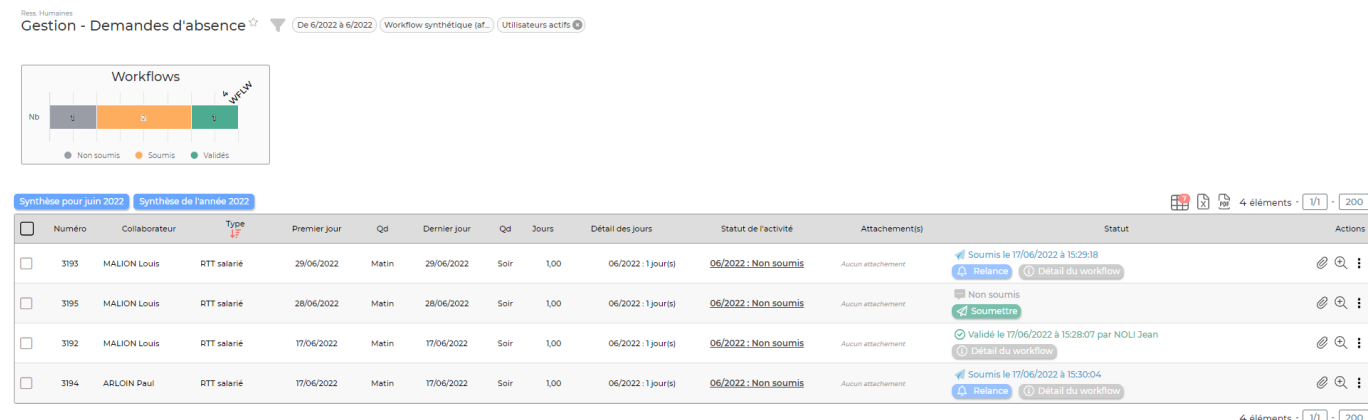 Ress. Humaines
Gestion - Demandes d'absence De 6/2022 à 6/2022 Workflow synthétique (af... Utilisateurs actifs
Workflows
4 WFLW
Nb 1 2 1
Non soumis Soumis Validés
Synthèse pour juin 2022 Synthèse de l'année 2022 7 X PDF 4 éléments - 1/1 - 200
Numéro Collaborateur Type Premier jour Qd Dernier jour Qd Jours Détail des jours Statut de l'activité Attachement(s) Statut Actions
3193 MALION Louis RTT salarié 29/06/2022 Matin 29/06/2022 Soir 1,00 06/2022 : 1 jour(s) 06/2022 : Non soumis Aucun attachement Soumis le 17/06/2022 à 15:29:18
Relance Détail du workflow
3195 MALION Louis RTT salarié 28/06/2022 Matin 28/06/2022 Soir 1,00 06/2022 : 1 jour(s) 06/2022 : Non soumis Aucun attachement Non soumis
Soumettre
3192 MALION Louis RTT salarié 17/06/2022 Matin 17/06/2022 Soir 1,00 06/2022 : 1 jour(s) 06/2022 : Non soumis Aucun attachement Validé le 17/06/2022 à 15:28:07 par NOLI Jean
Détail du workflow
3194 ARLOIN Paul RTT salarié 17/06/2022 Matin 17/06/2022 Soir 1,00 06/2022 : 1 jour(s) 06/2022 : Non soumis Aucun attachement Soumis le 17/06/2022 à 15:30:04
Relance Détail du workflow
4 éléments - 1/1 - 200